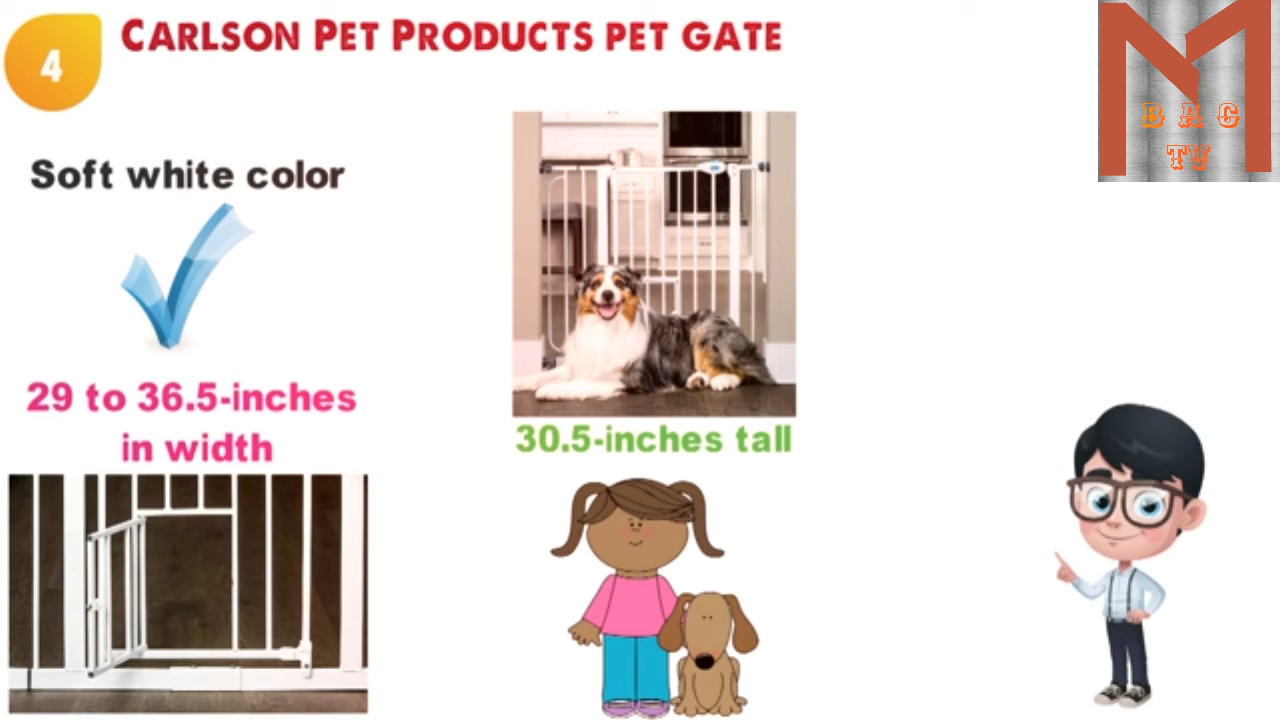 4
CARLSON PET PRODUCTS PET GATE
M
BAG
TV
Soft white color
29 to 36.5-inches
in width
30.5-inches tall